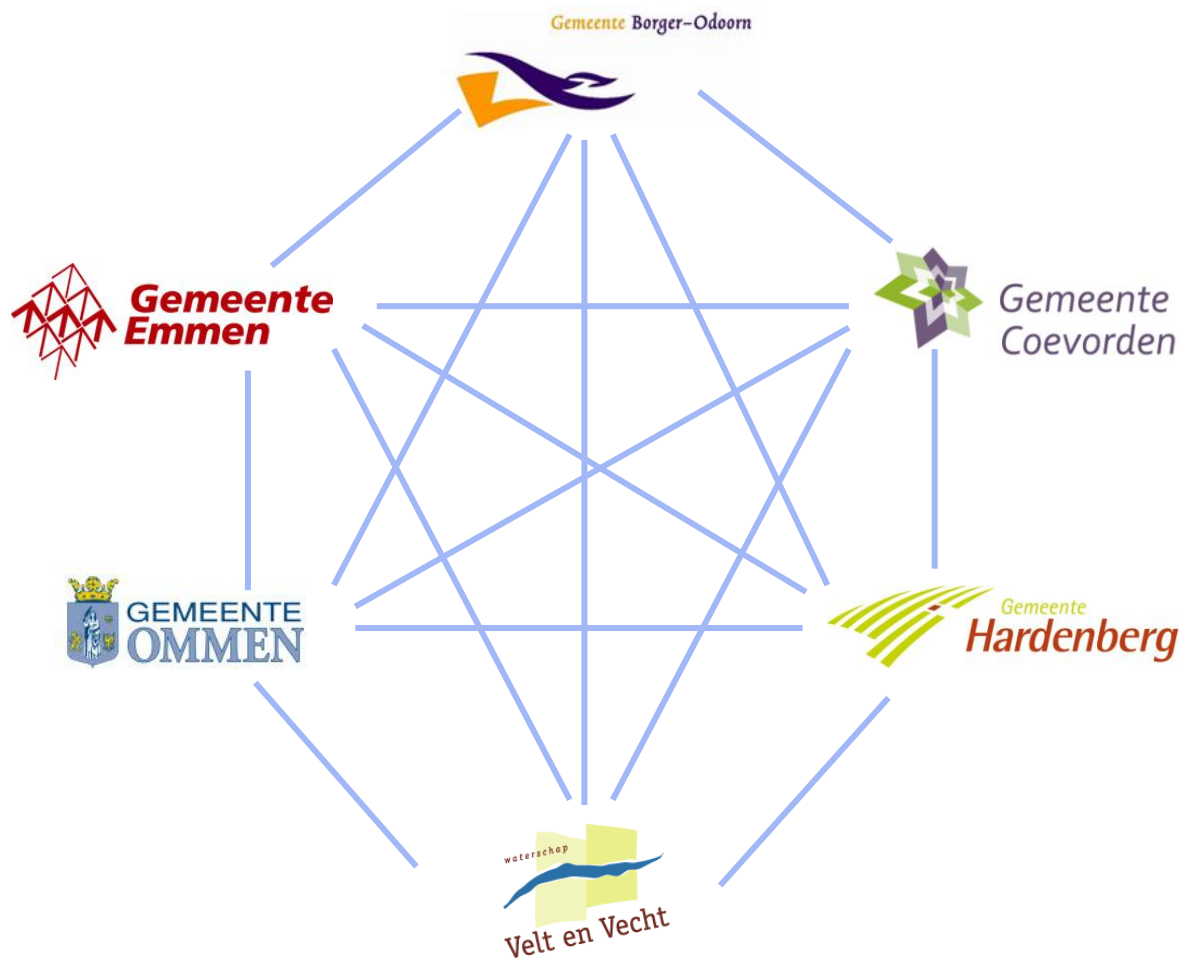 Gemeente Borger-Odoorn
Gemeente
Emmen
Gemeente
Coevorden
GEMEENTE
OMMEN
Gemeente
Hardenberg
waterschap
Velt en Vecht